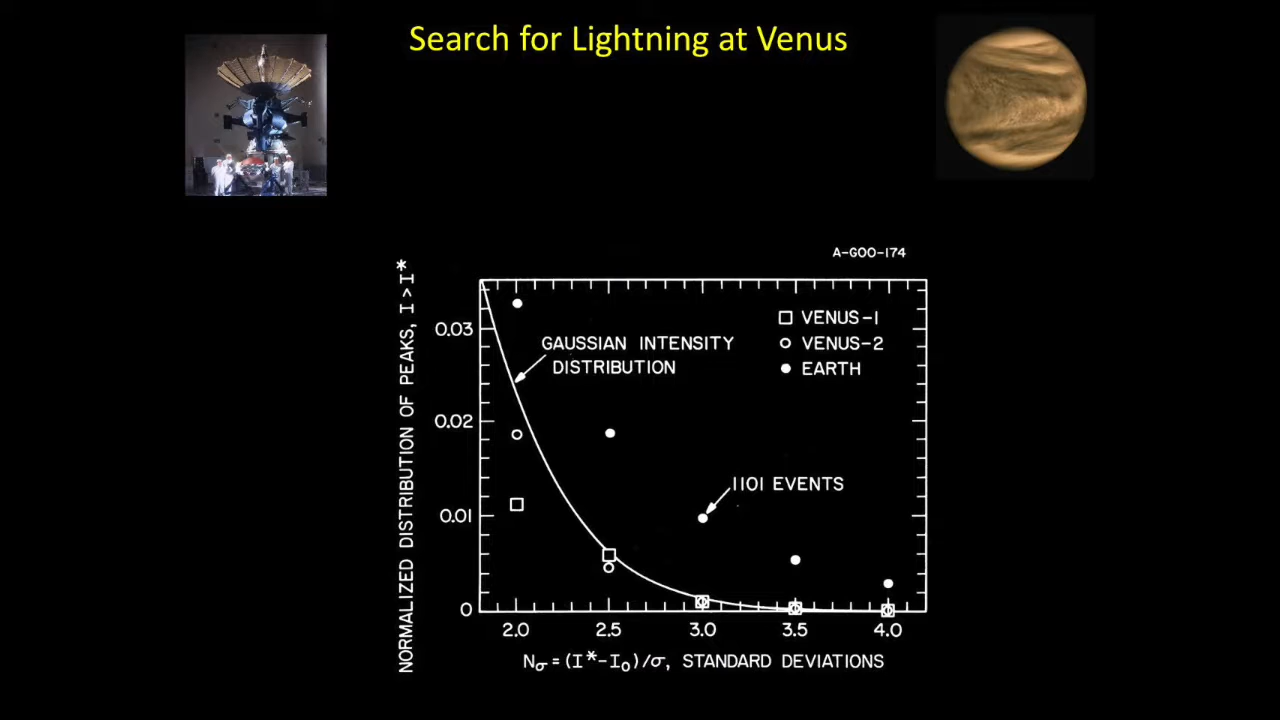 Search for Lightning at Venus
A-GOO-174
NORMALIZED DISTRIBUTION OF PEAKS, I > I*
0.03
0.02
0.01
0
GAUSSIAN INTENSITY
DISTRIBUTION
VENUS-1
VENUS-2
EARTH
1101 EVENTS
2.0 2.5 3.0 3.5 4.0
Nσ=(I*-I₀)/σ, STANDARD DEVIATIONS